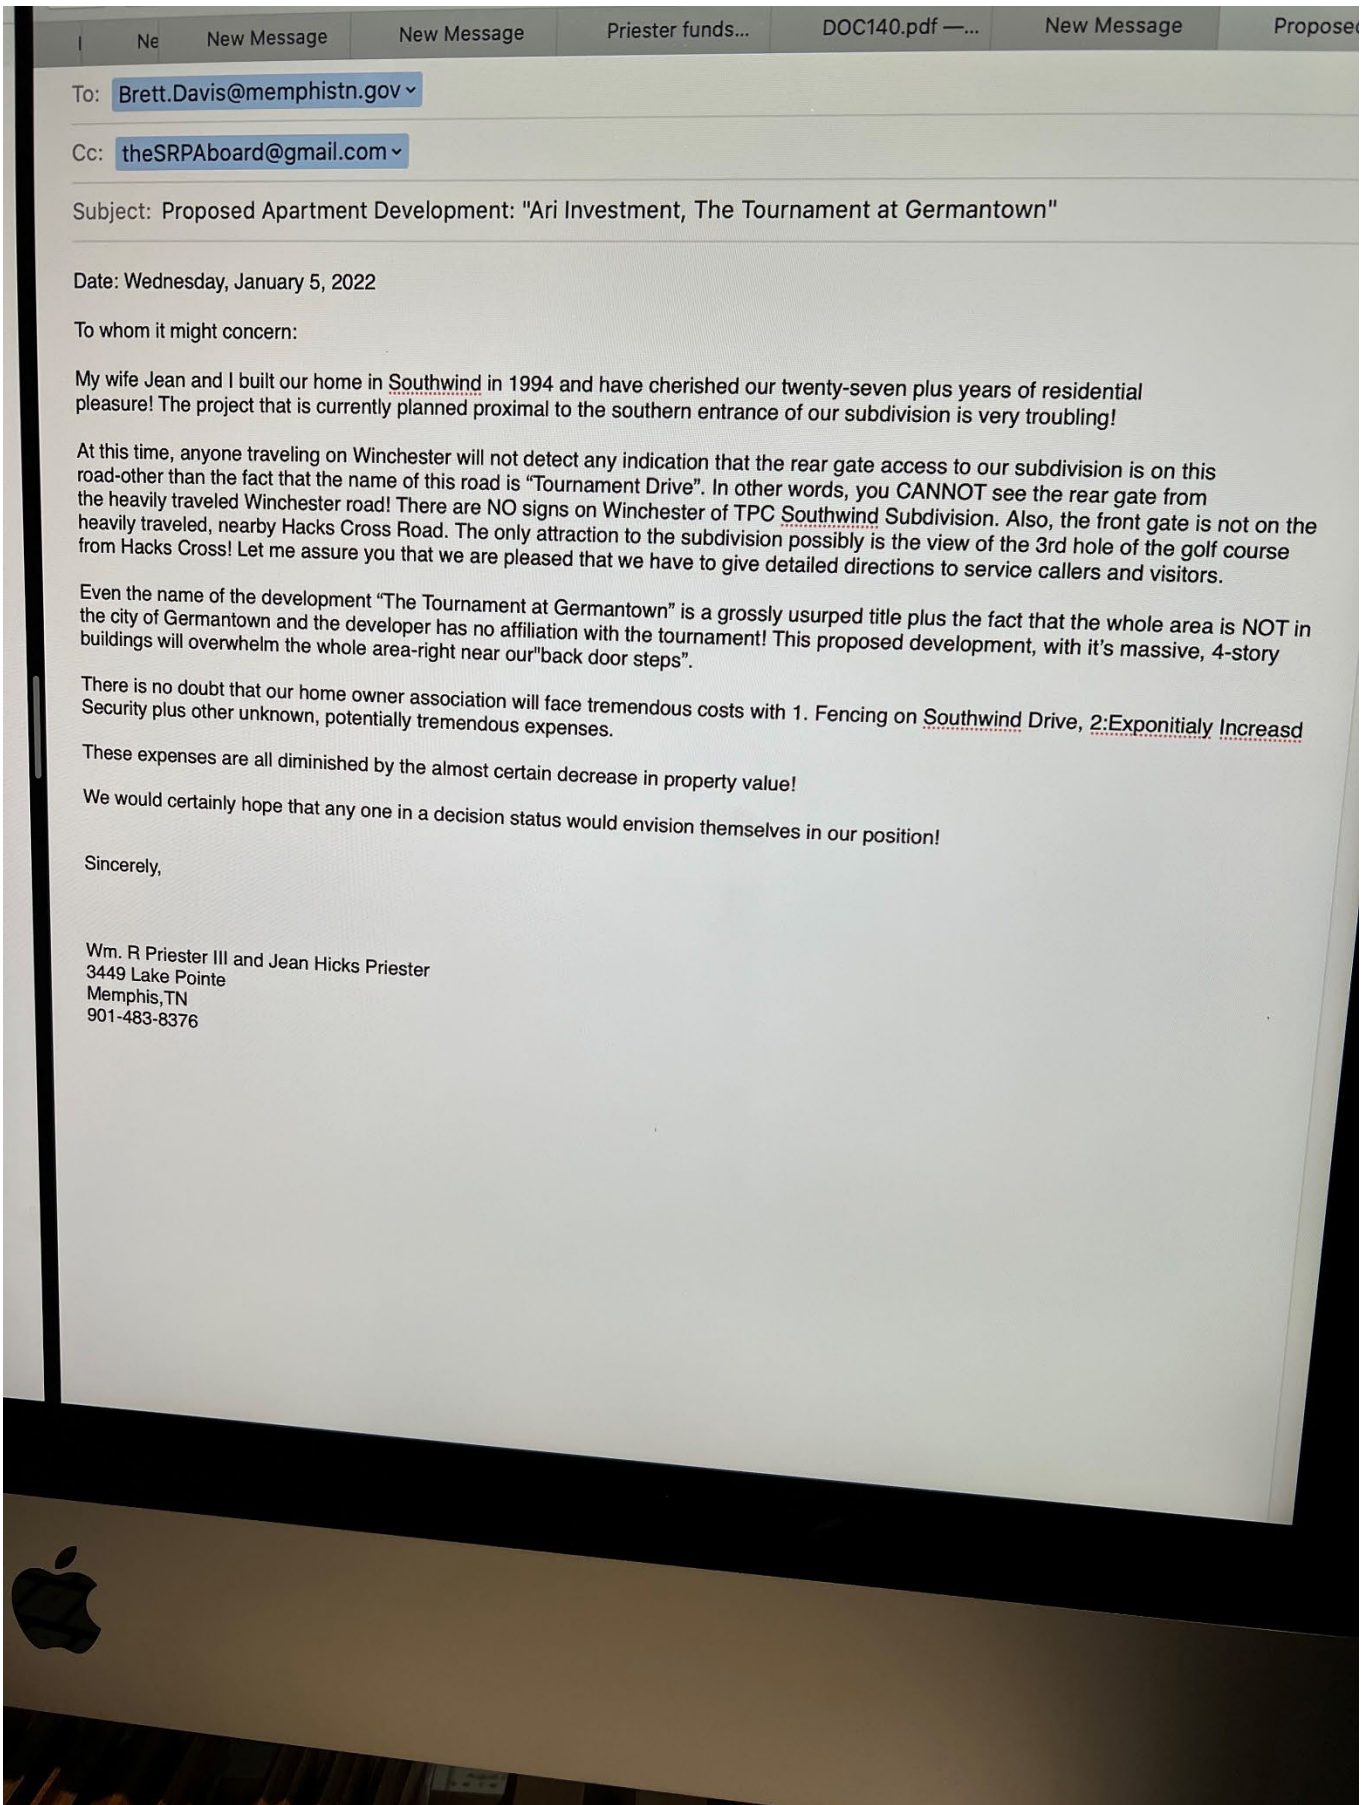 Ne New Message New Message Priester funds... DOC140.pdf —... New Message Propose
To: Brett.Davis@memphistn.gov
Cc: theSRPAboard@gmail.com
Subject: Proposed Apartment Development: "Ari Investment, The Tournament at Germantown"
Date: Wednesday, January 5, 2022
To whom it might concern:
My wife Jean and I built our home in Southwind in 1994 and have cherished our twenty-seven plus years of residential
pleasure! The project that is currently planned proximal to the southern entrance of our subdivision is very troubling!
At this time, anyone traveling on Winchester will not detect any indication that the rear gate access to our subdivision is on this
road-other than the fact that the name of this road is “Tournament Drive”. In other words, you CANNOT see the rear gate from
the heavily traveled Winchester road! There are NO signs on Winchester of TPC Southwind Subdivision. Also, the front gate is not on the
heavily traveled, nearby Hacks Cross Road. The only attraction to the subdivision possibly is the view of the 3rd hole of the golf course
from Hacks Cross! Let me assure you that we are pleased that we have to give detailed directions to service callers and visitors.
Even the name of the development “The Tournament at Germantown” is a grossly usurped title plus the fact that the whole area is NOT in
the city of Germantown and the developer has no affiliation with the tournament! This proposed development, with it’s massive, 4-story
buildings will overwhelm the whole area-right near our"back door steps”.
There is no doubt that our home owner association will face tremendous costs with 1. Fencing on Southwind Drive, 2:Exponitialy Increasd
Security plus other unknown, potentially tremendous expenses.
These expenses are all diminished by the almost certain decrease in property value!
We would certainly hope that any one in a decision status would envision themselves in our position!
Sincerely,
Wm. R Priester III and Jean Hicks Priester
3449 Lake Pointe
Memphis,TN
901-483-8376